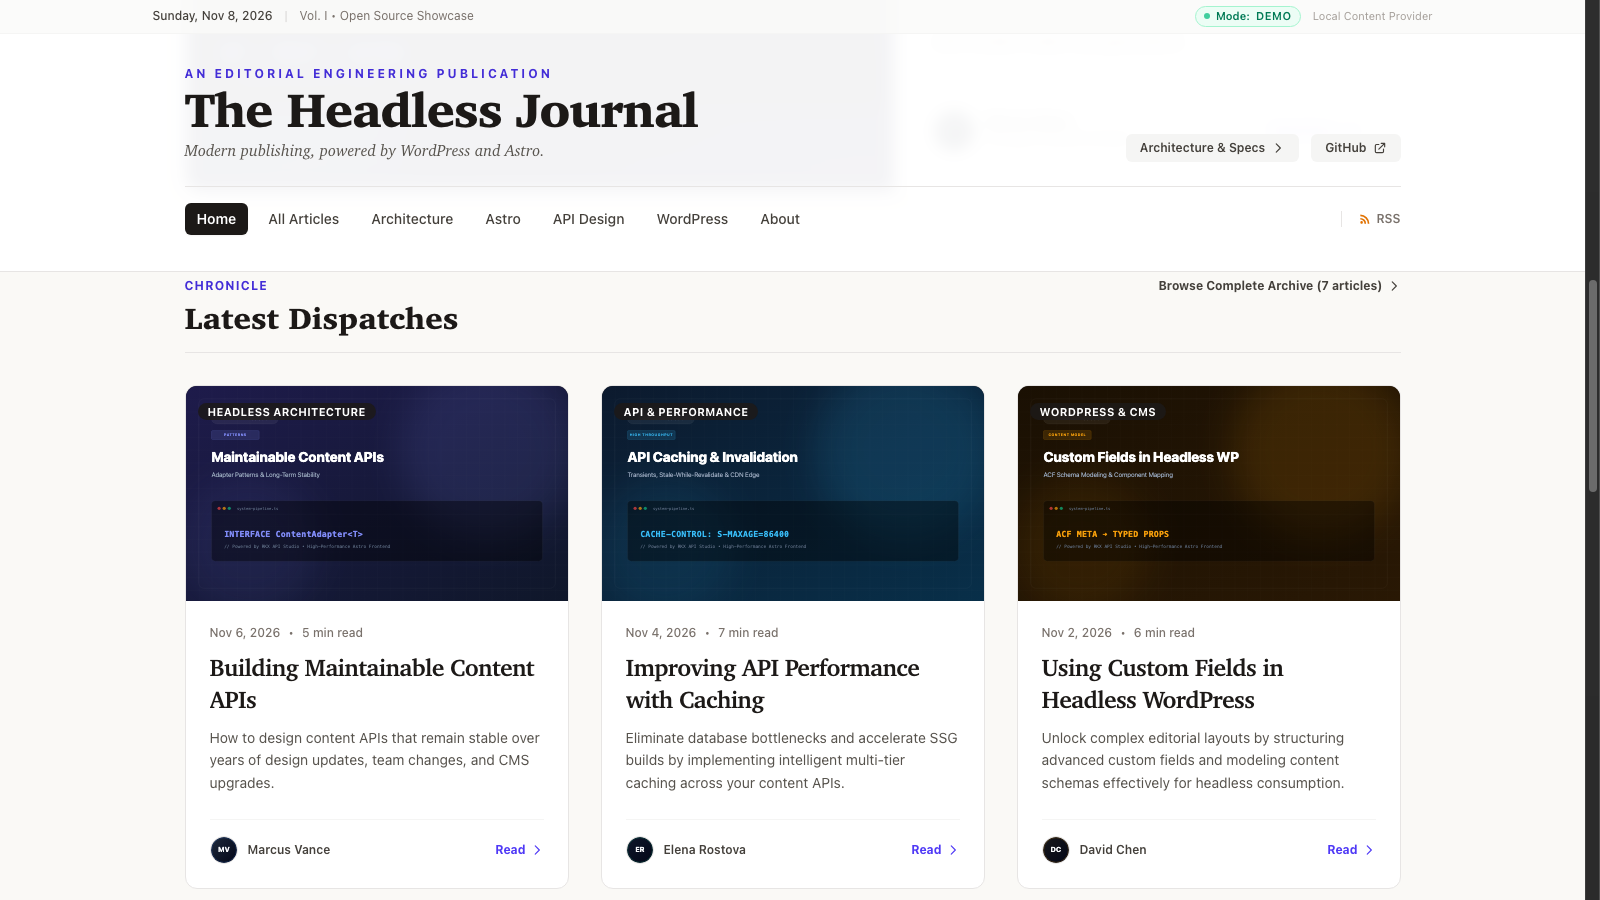 Sunday, Nov 8, 2026 | Vol. I • Open Source Showcase
Mode: DEMO
Local Content Provider
AN EDITORIAL ENGINEERING PUBLICATION
The Headless Journal
Modern publishing, powered by WordPress and Astro.
Architecture & Specs
GitHub
Home
All Articles
Architecture
Astro
API Design
WordPress
About
RSS
CHRONICLE
Browse Complete Archive (7 articles)
Latest Dispatches
HEADLESS ARCHITECTURE
PATTERNS
Maintainable Content APIs
Adapter Patterns & Long-Term Stability
INTERFACE ContentAdapter<T>
Nov 6, 2026 • 5 min read
Building Maintainable Content
APIs
How to design content APIs that remain stable over
years of design updates, team changes, and CMS
upgrades.
MV
Marcus Vance
Read
API & PERFORMANCE
HIGH THROUGHPUT
API Caching & Invalidation
Transients, Stale-While-Revalidate & CDN Edge
CACHE-CONTROL: S-MAXAGE=86400
Nov 4, 2026 • 7 min read
Improving API Performance
with Caching
Eliminate database bottlenecks and accelerate SSG
builds by implementing intelligent multi-tier
caching across your content APIs.
ER
Elena Rostova
Read
WORDPRESS & CMS
CONTENT MODEL
Custom Fields in Headless WP
ACF Schema Modeling & Component Mapping
ACF META → TYPED PROPS
Nov 2, 2026 • 6 min read
Using Custom Fields in
Headless WordPress
Unlock complex editorial layouts by structuring
advanced custom fields and modeling content
schemas effectively for headless consumption.
DC
David Chen
Read